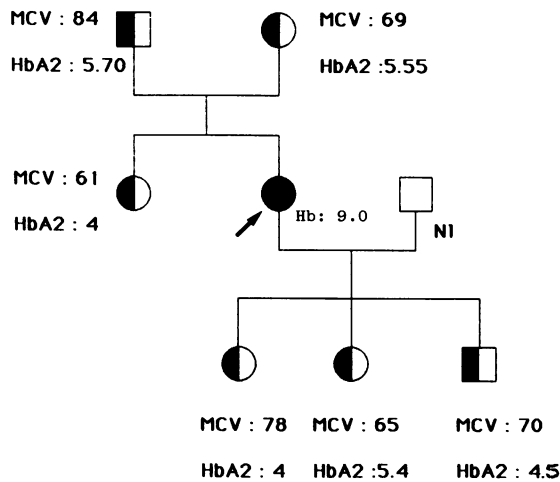 MCV : 84
HbA2 : 5.70
MCV : 69
HbA2 :5.55
MCV : 61
HbA2 : 4
Hb: 9.0
N1
MCV : 78
HbA2 : 4
MCV : 65
HbA2 :5.4
MCV : 70
HbA2 :4.5